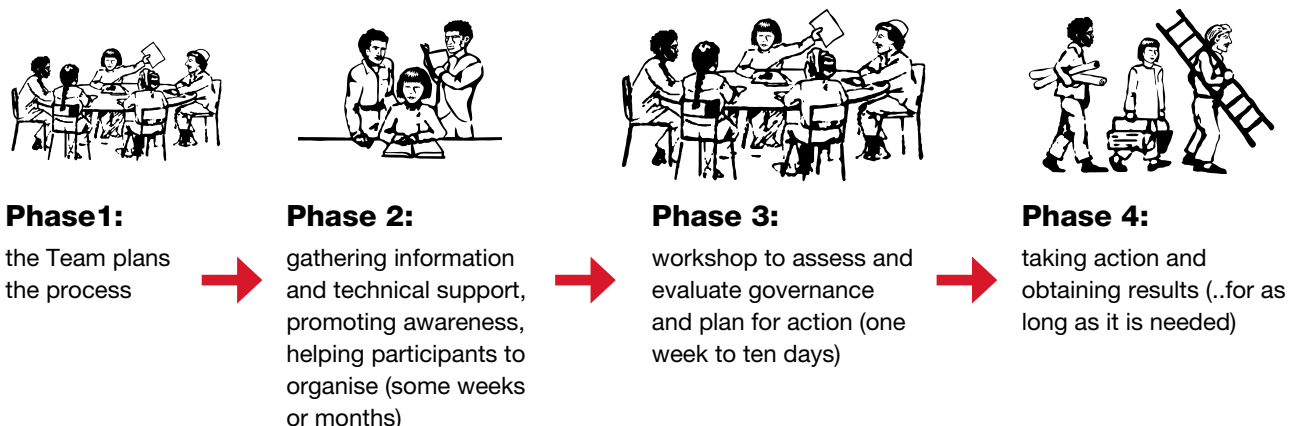 Phase1:
the Team plans
the process
Phase 2:
gathering information
and technical support,
promoting awareness,
helping participants to
organise (some weeks
or months)
Phase 3:
workshop to assess and
evaluate governance
and plan for action (one
week to ten days)
Phase 4:
taking action and
obtaining results (..for as
long as it is needed)